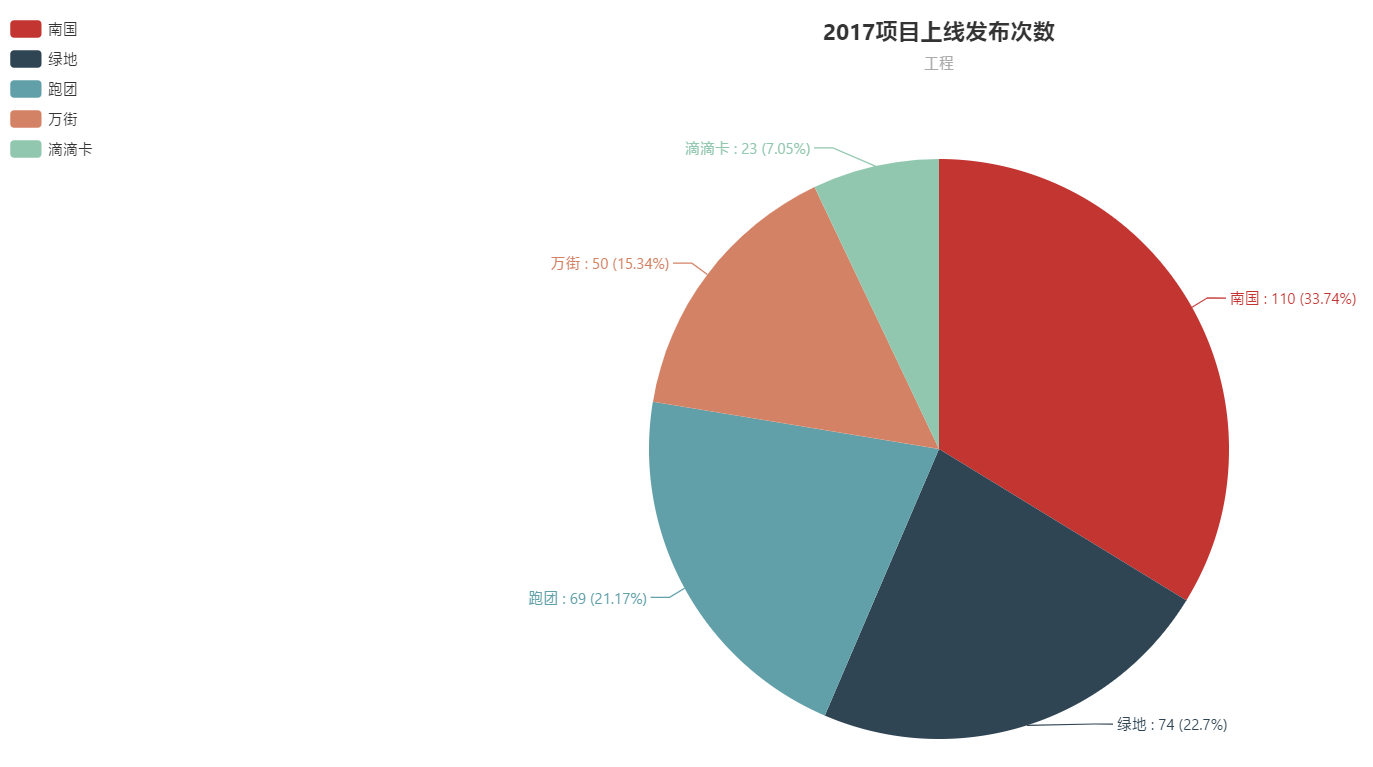 南国
绿地
跑团
万街
滴滴卡
2017项目上线发布次数
工程
滴滴卡 : 23 (7.05%)
万街 : 50 (15.34%)
南国 : 110 (33.74%)
跑团 : 69 (21.17%)
绿地 : 74 (22.7%)